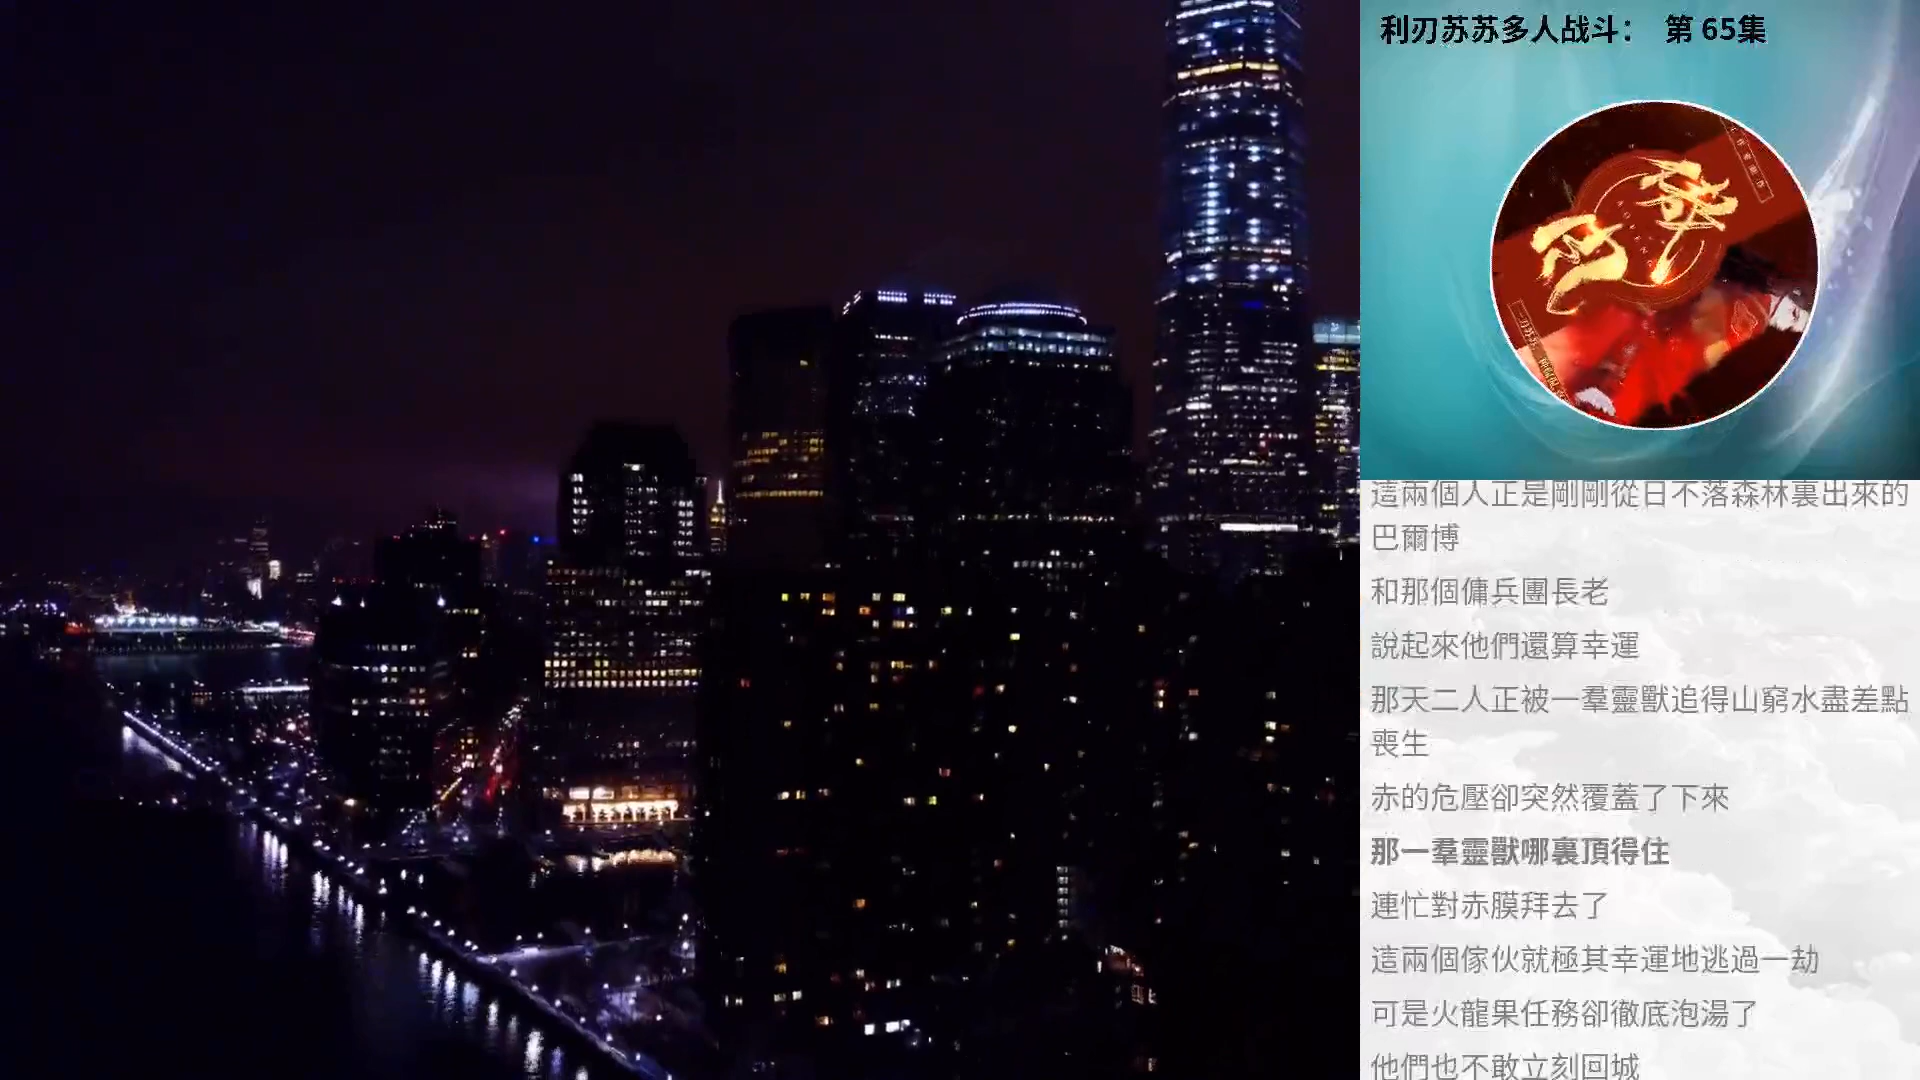 利刃苏苏多人战斗： 第 65集
這兩個人正是剛剛從日不落森林裏出來的
巴爾博
和那個傭兵團長老
說起來他們還算幸運
那天二人正被一羣靈獸追得山窮水盡差點
喪生
赤的危壓卻突然覆蓋了下來
那一羣靈獸哪裏頂得住
連忙對赤膜拜去了
這兩個傢伙就極其幸運地逃過一劫
可是火龍果任務卻徹底泡湯了
他們也不敢立刻回城